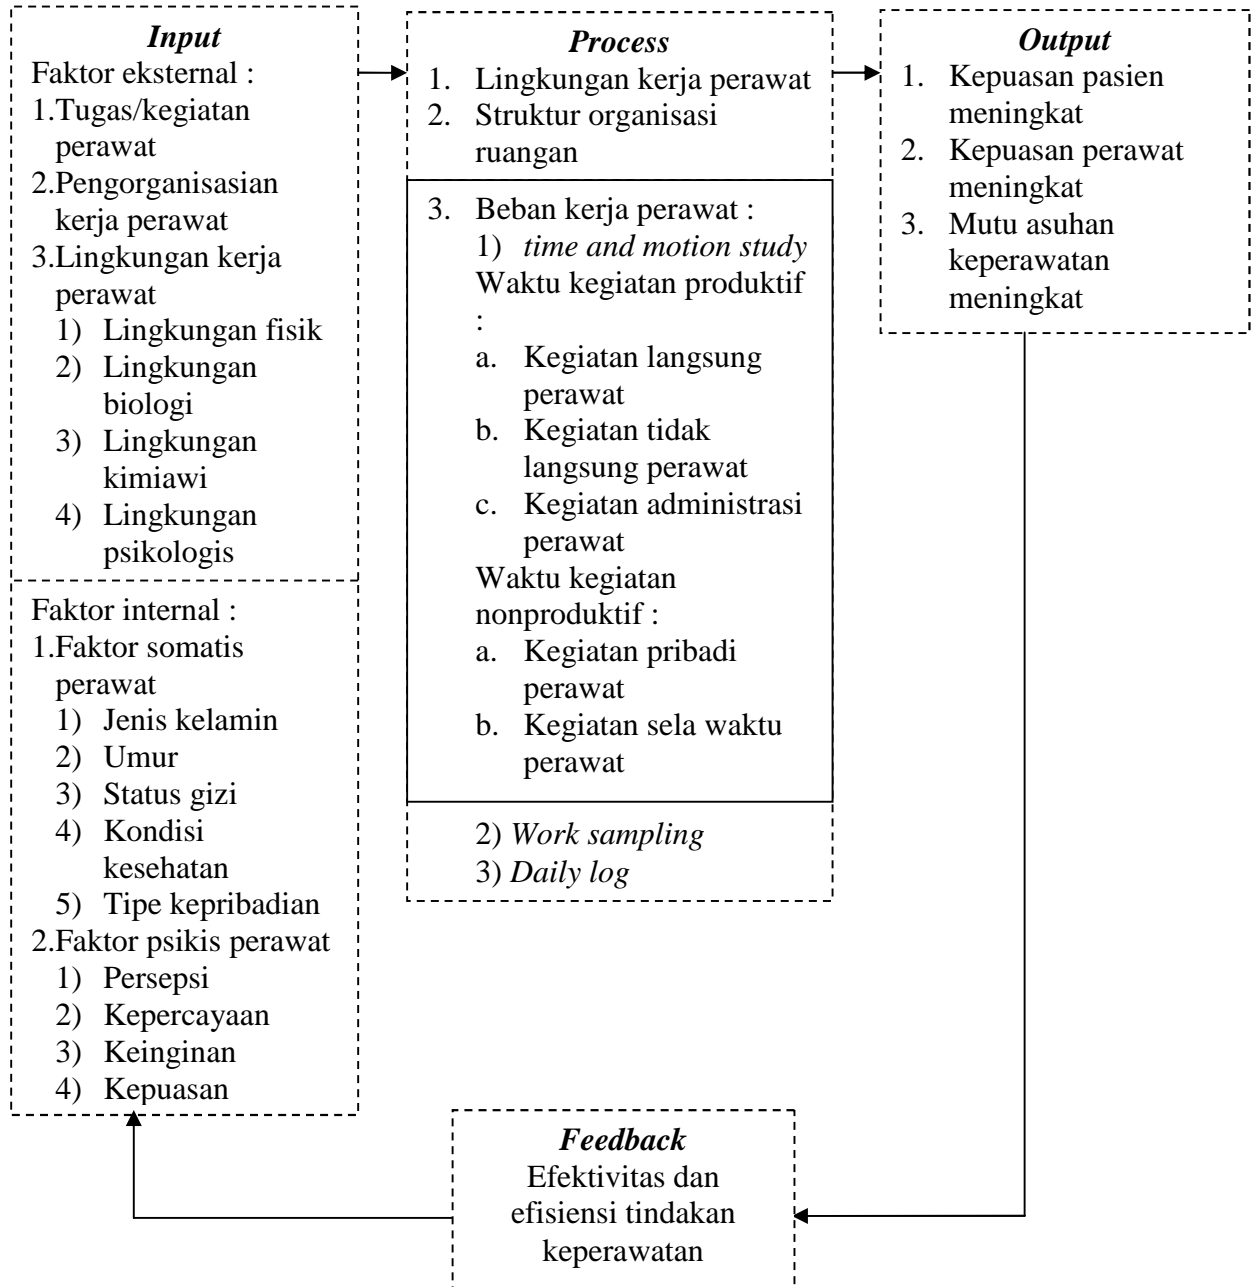 Input
Faktor eksternal :
1.Tugas/kegiatan
perawat
2.Pengorganisasian
kerja perawat
3.Lingkungan kerja
perawat
1) Lingkungan fisik
2) Lingkungan
biologi
3) Lingkungan
kimiawi
4) Lingkungan
psikologis
Faktor internal :
1.Faktor somatis
perawat
1) Jenis kelamin
2) Umur
3) Status gizi
4) Kondisi
kesehatan
5) Tipe kepribadian
2.Faktor psikis perawat
1) Persepsi
2) Kepercayaan
3) Keinginan
4) Kepuasan
Process
1. Lingkungan kerja perawat
2. Struktur organisasi
ruangan
3. Beban kerja perawat :
1) time and motion study
Waktu kegiatan produktif
:
a. Kegiatan langsung
perawat
b. Kegiatan tidak
langsung perawat
c. Kegiatan administrasi
perawat
Waktu kegiatan
nonproduktif :
a. Kegiatan pribadi
perawat
b. Kegiatan sela waktu
perawat
2) Work sampling
3) Daily log
Output
1. Kepuasan pasien
meningkat
2. Kepuasan perawat
meningkat
3. Mutu asuhan
keperawatan
meningkat
Feedback
Efektivitas dan
efisiensi tindakan
keperawatan